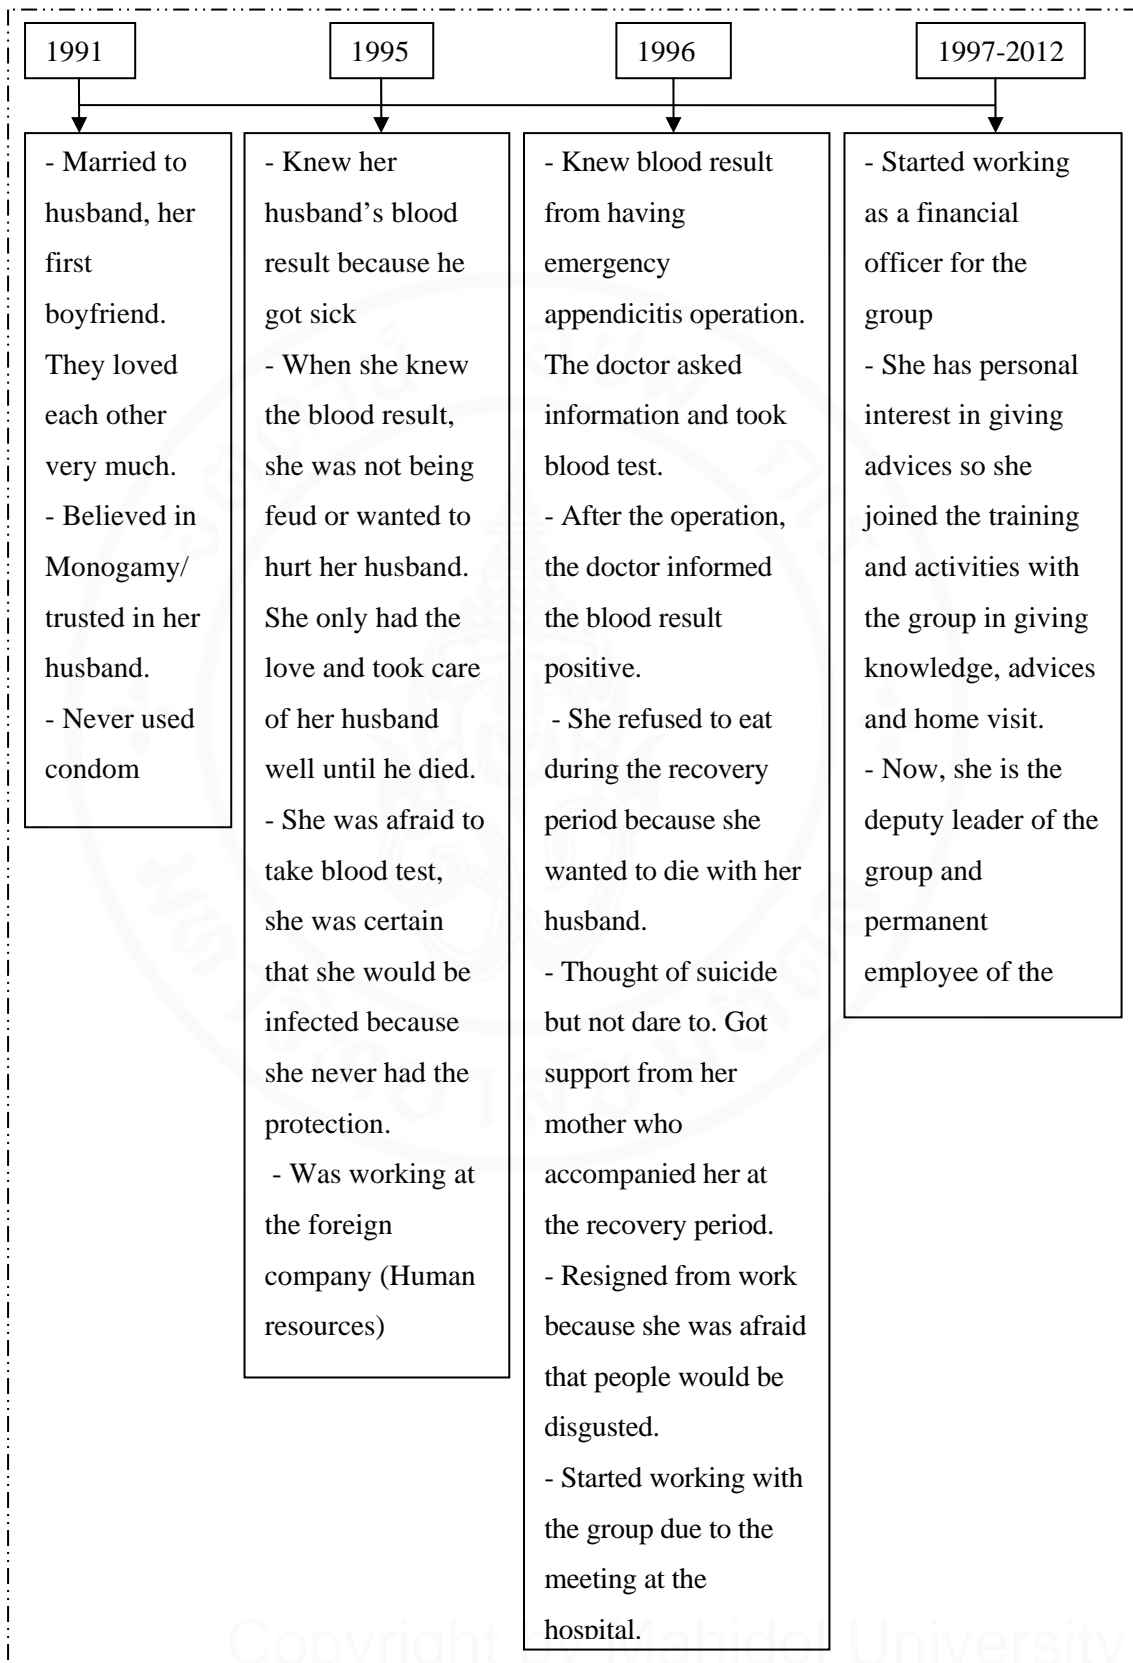 1991
1995
1996
1997-2012
- Married to
husband, her
first
boyfriend.
They loved
each other
very much.
- Believed in
Monogamy/
trusted in her
husband.
- Never used
condom
- Knew her
husband’s blood
result because he
got sick
- When she knew
the blood result,
she was not being
feud or wanted to
hurt her husband.
She only had the
love and took care
of her husband
well until he died.
- She was afraid to
take blood test,
she was certain
that she would be
infected because
she never had the
protection.
- Was working at
the foreign
company (Human
resources)
- Knew blood result
from having
emergency
appendicitis operation.
The doctor asked
information and took
blood test.
- After the operation,
the doctor informed
the blood result
positive.
- She refused to eat
during the recovery
period because she
wanted to die with her
husband.
- Thought of suicide
but not dare to. Got
support from her
mother who
accompanied her at
the recovery period.
- Resigned from work
because she was afraid
that people would be
disgusted.
- Started working with
the group due to the
meeting at the
hospital.
- Started working
as a financial
officer for the
group
- She has personal
interest in giving
advices so she
joined the training
and activities with
the group in giving
knowledge, advices
and home visit.
- Now, she is the
deputy leader of the
group and
permanent
employee of the
Copyright by Mahidol University